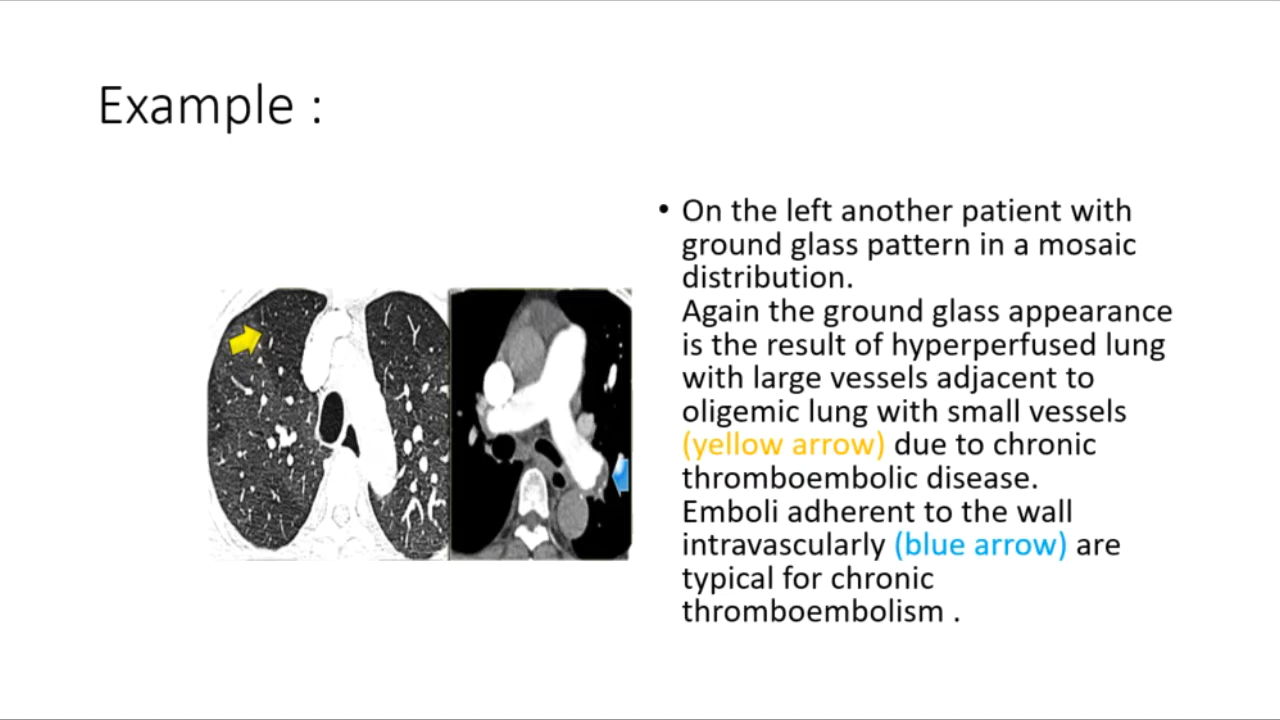 Example :
• On the left another patient with
ground glass pattern in a mosaic
distribution.
Again the ground glass appearance
is the result of hyperperfused lung
with large vessels adjacent to
oligemic lung with small vessels
(yellow arrow) due to chronic
thromboembolic disease.
Emboli adherent to the wall
intravascularly (blue arrow) are
typical for chronic
thromboembolism .